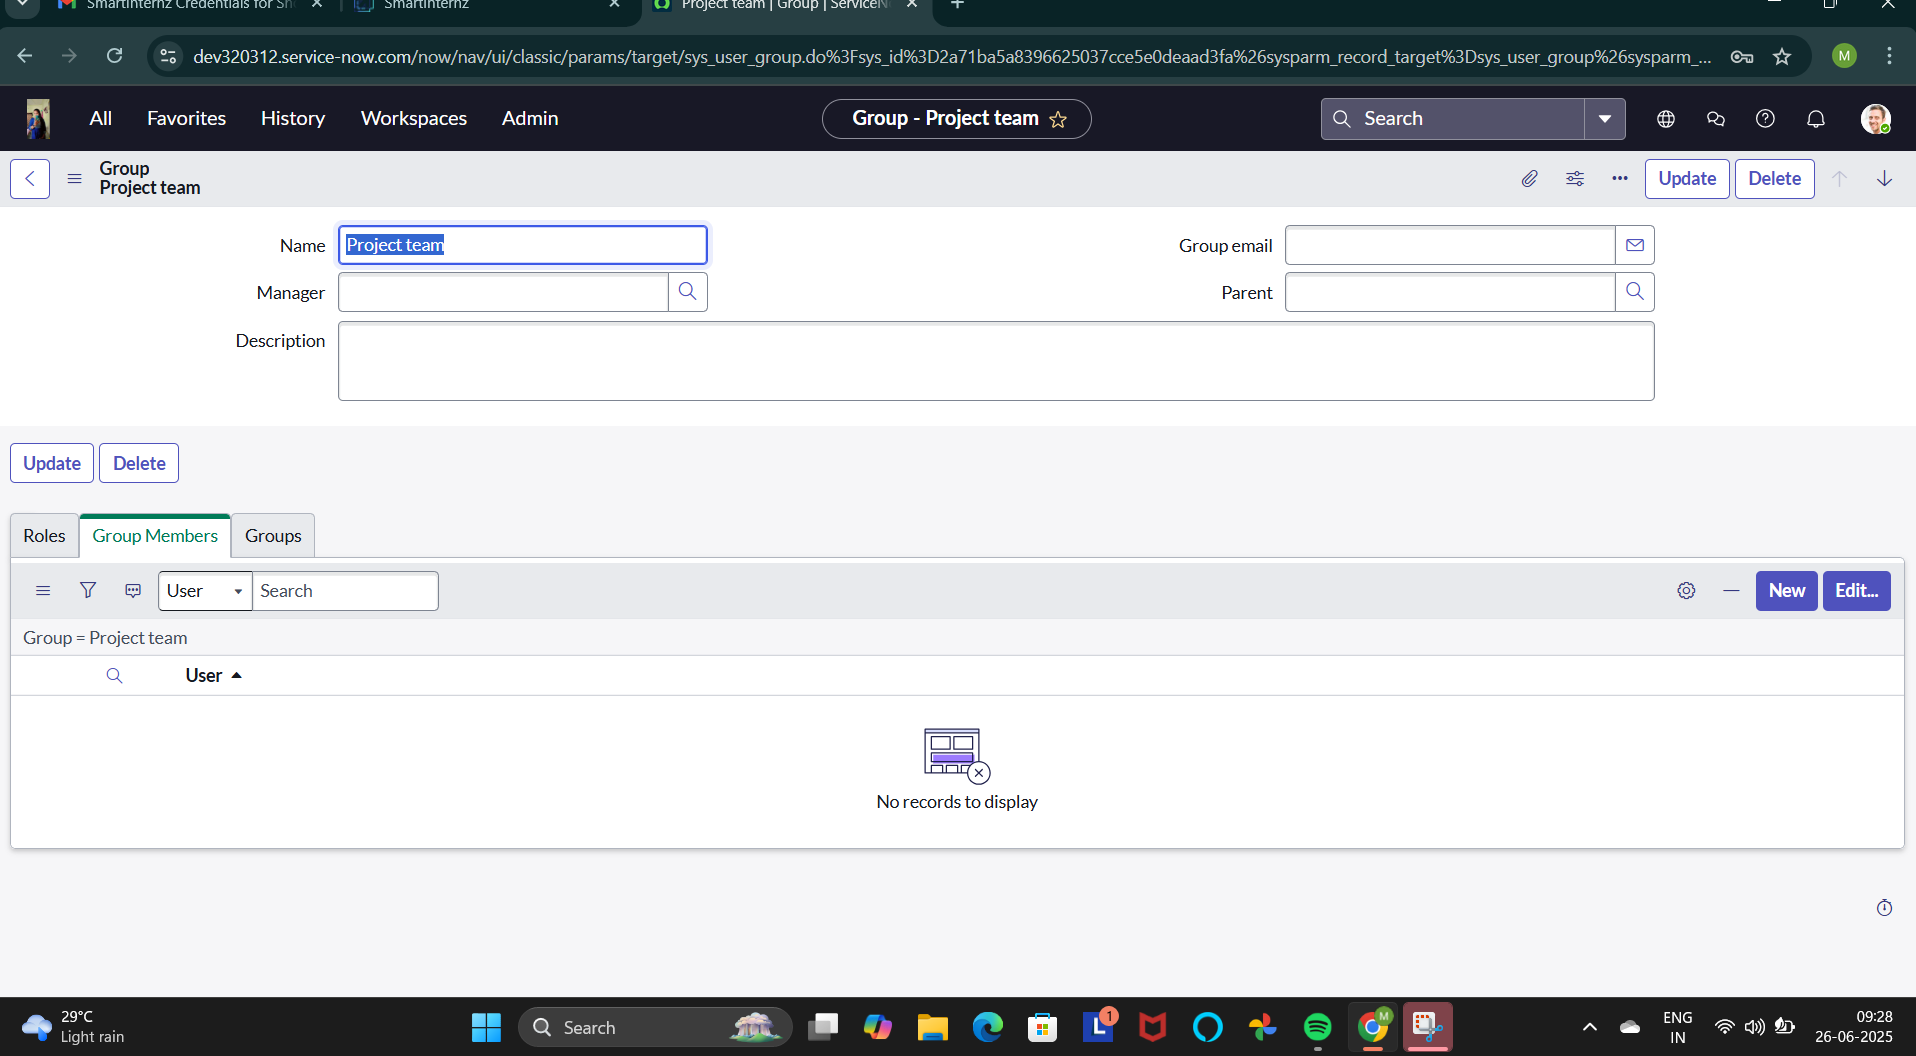 SmartInternz Credentials for Sh
SmartInternz
Project team | Group | ServiceN
dev320312.service-now.com/now/nav/ui/classic/params/target/sys_user_group.do%3Fsys_id%3D2a71ba5a8396625037cce5e0deaad3fa%26sysparm_record_target%3Dsys_user_group%26sysparm_...
M
All
Favorites
History
Workspaces
Admin
Group - Project team
Search
Group
Project team
Update
Delete
Name
Project team
Group email
Manager
Parent
Description
Update
Delete
Roles
Group Members
Groups
User
Search
New
Edit...
Group = Project team
User
No records to display
29°C
Light rain
Search
L
1
M
ENG
IN
09:28
26-06-2025